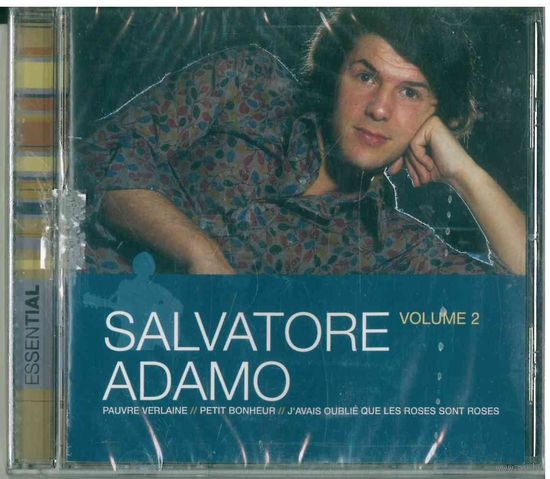 ESSENTIAL
SALVATORE
VOLUME 2
ADAMO
PAUVRE VERLAINE // PETIT BONHEUR // J'AVAIS OUBLIÉ QUE LES ROSES SONT ROSES